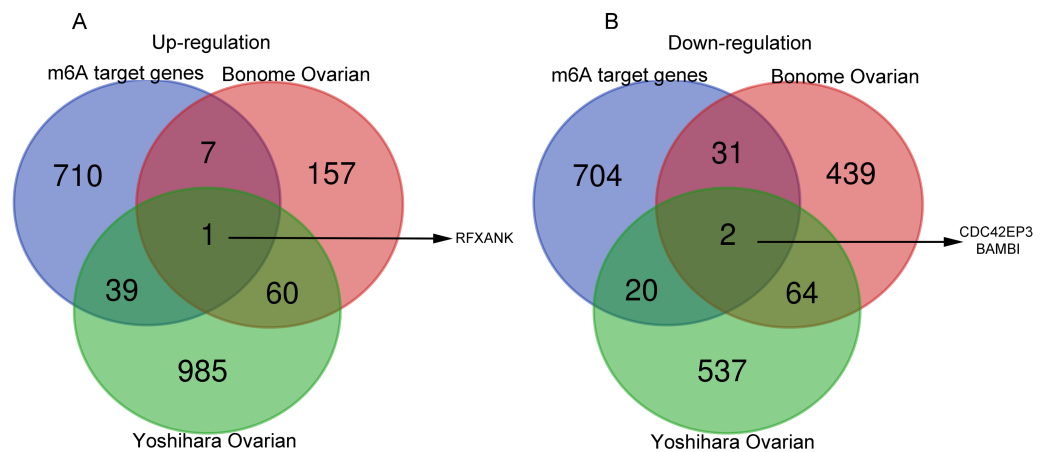 A
Up-regulation
m6A target genes
Bonome Ovarian
7
710
157
1
RFXANK
39
60
985
Yoshihara Ovarian
B
Down-regulation
m6A target genes
Bonome Ovarian
31
704
439
2
CDC42EP3
BAMBI
20
64
537
Yoshihara Ovarian